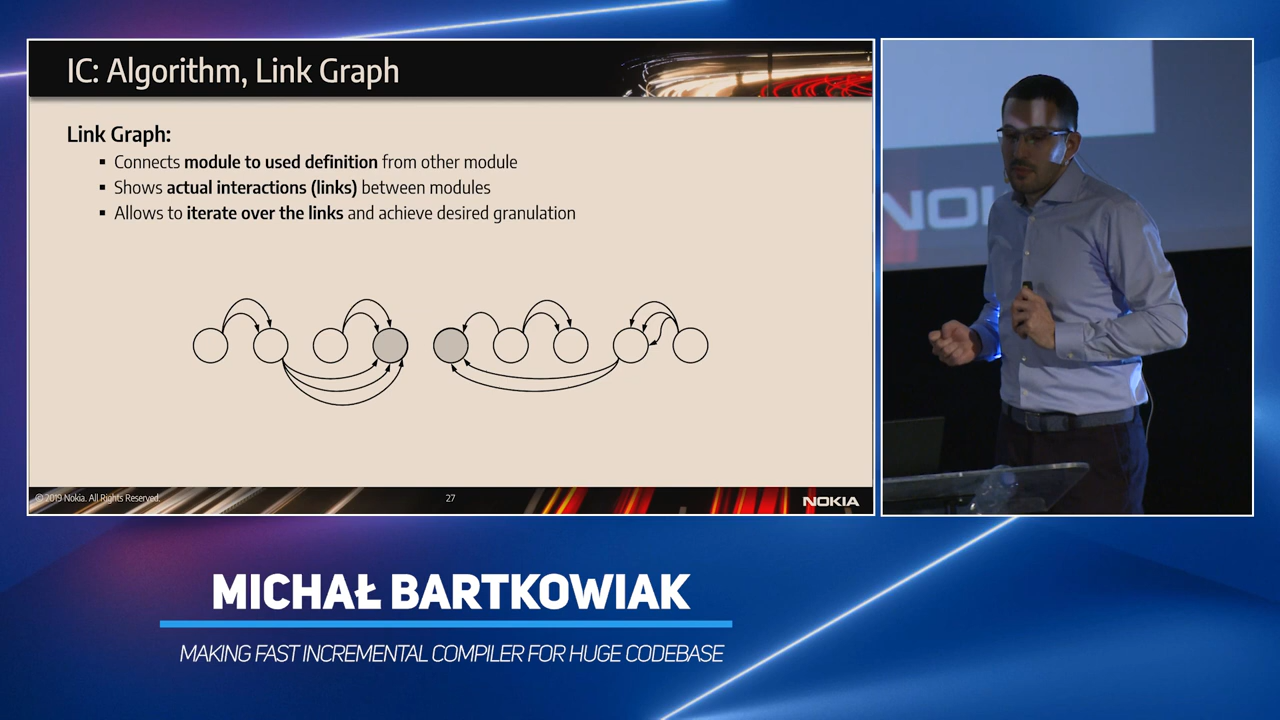 IC: Algorithm, Link Graph
Link Graph:
▪ Connects module to used definition from other module
▪ Shows actual interactions (links) between modules
▪ Allows to iterate over the links and achieve desired granulation
© 2019 Nokia. All Rights Reserved.
27
NOKIA
NOKI
MICHAŁ BARTKOWIAK
MAKING FAST INCREMENTAL COMPILER FOR HUGE CODEBASE